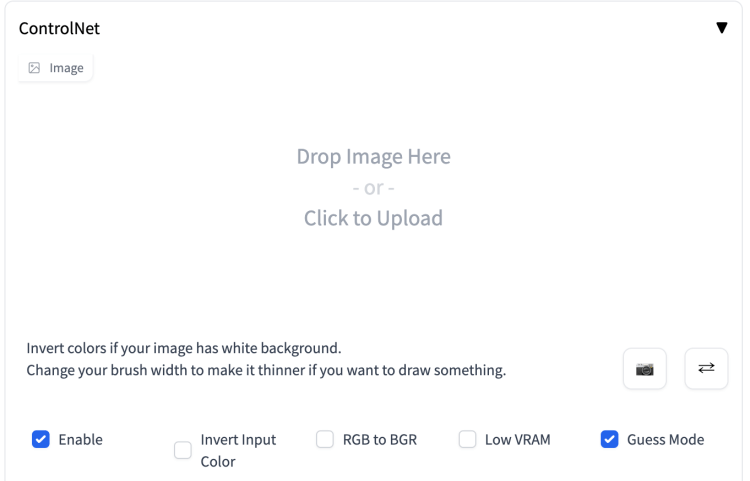 ControlNet
Image
Drop Image Here
- or -
Click to Upload
Invert colors if your image has white background.
Change your brush width to make it thinner if you want to draw something.
Enable
Invert Input
Color
RGB to BGR
Low VRAM
Guess Mode